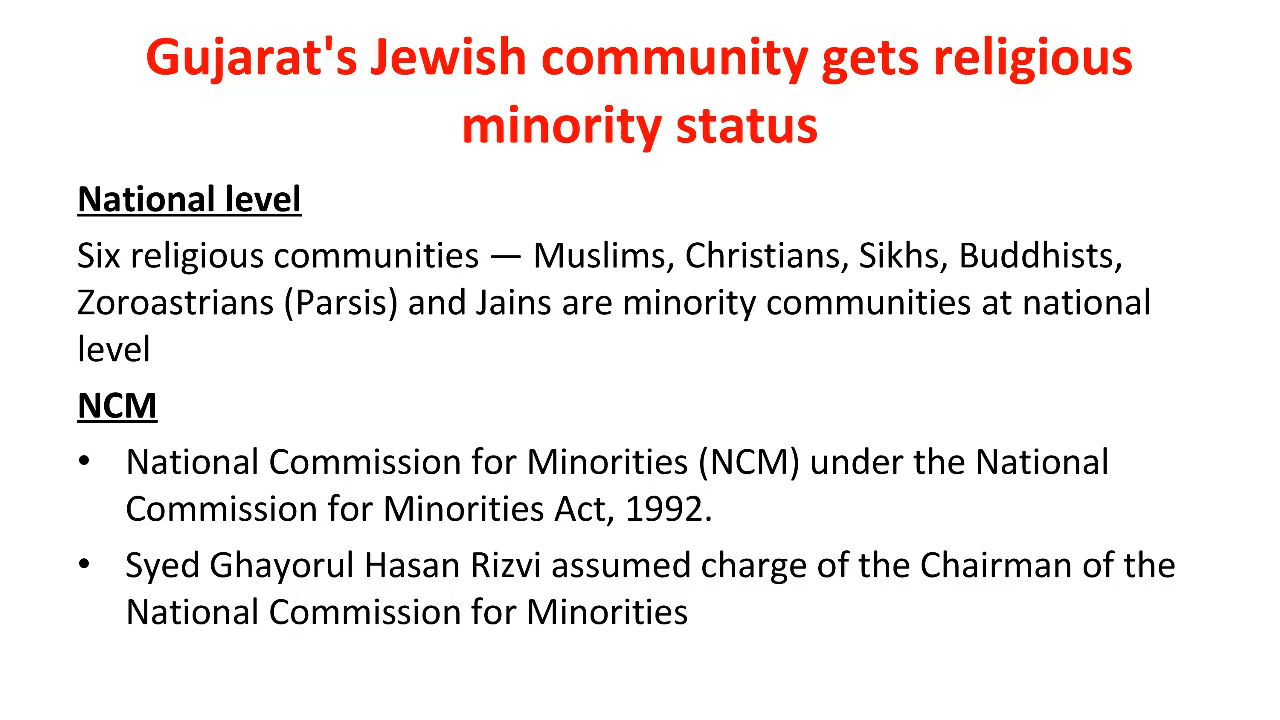 Gujarat's Jewish community gets religious
minority status
National level
Six religious communities — Muslims, Christians, Sikhs, Buddhists,
Zoroastrians (Parsis) and Jains are minority communities at national
level
NCM
• National Commission for Minorities (NCM) under the National
Commission for Minorities Act, 1992.
• Syed Ghayorul Hasan Rizvi assumed charge of the Chairman of the
National Commission for Minorities